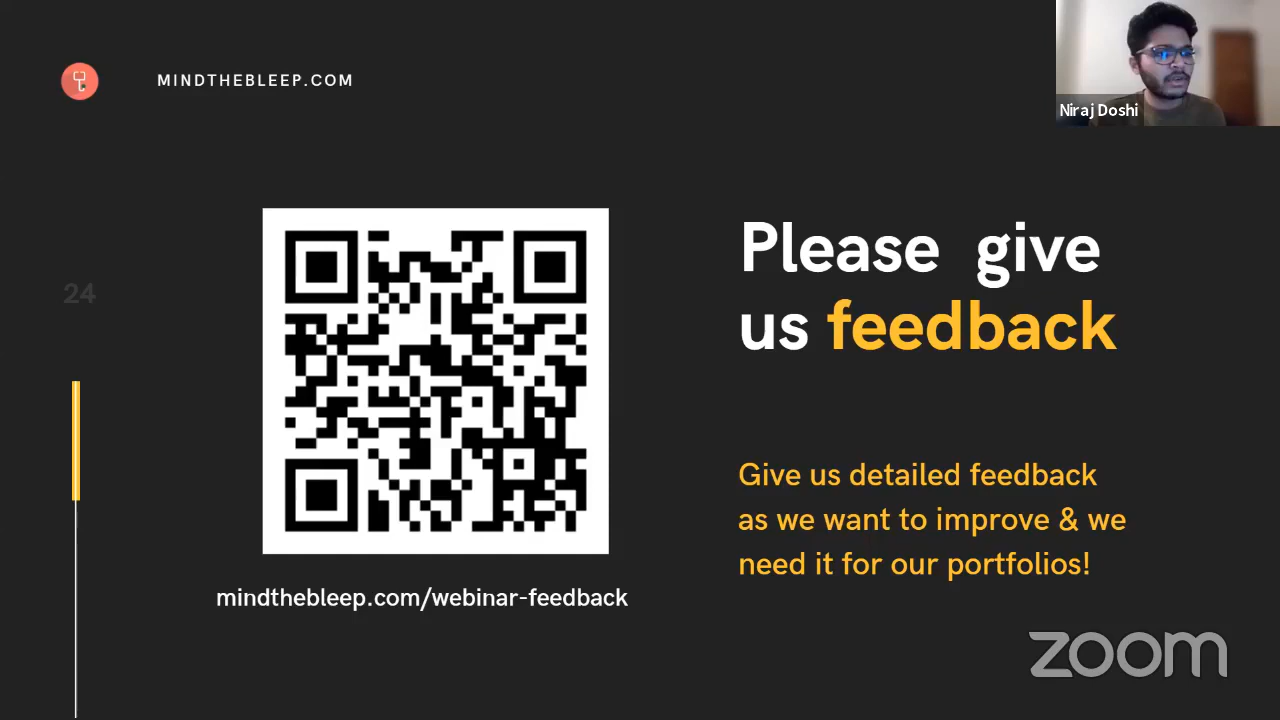 MINDTHEBLEEP.COM
Niraj Doshi
24
Please give
us feedback
Give us detailed feedback
as we want to improve & we
need it for our portfolios!
mindthebleep.com/webinar-feedback
zoom